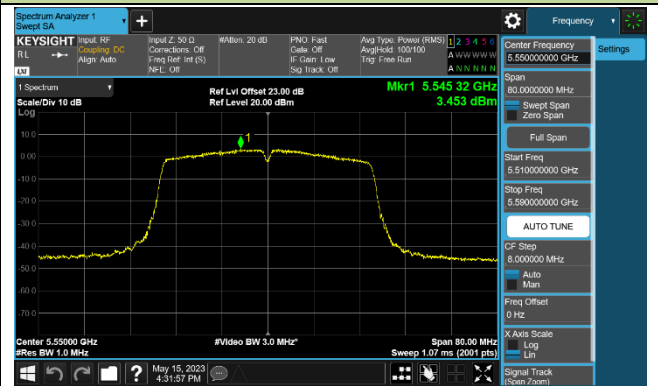 Spectrum Analyzer 1
Swept SA
+
Frequency
KEYSIGHT
RL
LXI
Input: RF
Coupling: DC
Align: Auto
Input Z: 50 Ω
Corrections: Off
Freq Ref: Int (S)
NFE: Off
#Atten: 20 dB
PNO: Fast
Gate: Off
IF Gain: Low
Sig Track: Off
Avg Type: Power (RMS)
Avg|Hold: 100/100
Trig: Free Run
1 2 3 4 5 6
A W W W W W
A N N N N N
Center Frequency
5.550000000 GHz
Settings
Span
80.0000000 MHz
Swept Span
Zero Span
Full Span
Start Freq
5.510000000 GHz
Stop Freq
5.590000000 GHz
AUTO TUNE
CF Step
8.000000 MHz
Auto
Man
Freq Offset
0 Hz
X Axis Scale
Log
Lin
Signal Track
(Span Zoom)
1 Spectrum
Scale/Div 10 dB
Log
Ref Lvl Offset 23.00 dB
Ref Level 20.00 dBm
Mkr1 5.545 32 GHz
3.453 dBm
1
10.0
0.00
-10.0
-20.0
-30.0
-40.0
-50.0
-60.0
-70.0
Center 5.55000 GHz
#Res BW 1.0 MHz
#Video BW 3.0 MHz*
Span 80.00 MHz
Sweep 1.07 ms (2001 pts)
?
May 15, 2023
4:31:57 PM